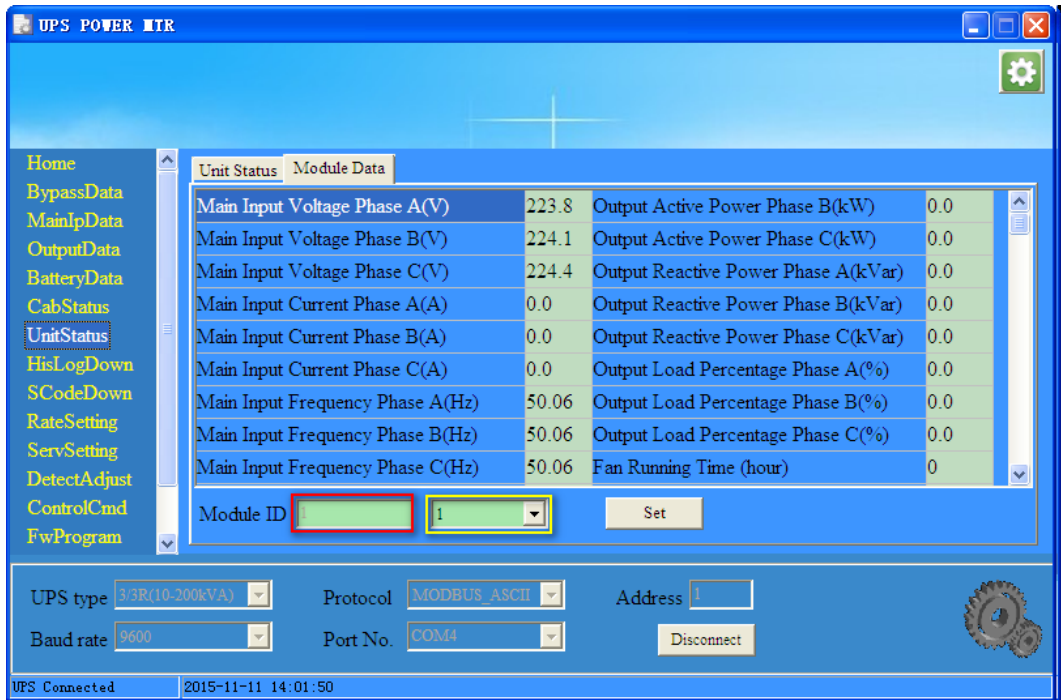 UPS POWER MTR
Home
BypassData
MainIpData
OutputData
BatteryData
CabStatus
UnitStatus
HisLogDown
SCodeDown
RateSetting
ServSetting
DetectAdjust
ControlCmd
FwProgram
Unit Status Module Data
Main Input Voltage Phase A(V) 223.8 Output Active Power Phase B(kW) 0.0
Main Input Voltage Phase B(V) 224.1 Output Active Power Phase C(kW) 0.0
Main Input Voltage Phase C(V) 224.4 Output Reactive Power Phase A(kVar) 0.0
Main Input Current Phase A(A) 0.0 Output Reactive Power Phase B(kVar) 0.0
Main Input Current Phase B(A) 0.0 Output Reactive Power Phase C(kVar) 0.0
Main Input Current Phase C(A) 0.0 Output Load Percentage Phase A(%) 0.0
Main Input Frequency Phase A(Hz) 50.06 Output Load Percentage Phase B(%) 0.0
Main Input Frequency Phase B(Hz) 50.06 Output Load Percentage Phase C(%) 0.0
Main Input Frequency Phase C(Hz) 50.06 Fan Running Time (hour) 0
Module ID 1 1 Set
UPS type 3/3R(10-200kVA) Protocol MODBUS_ASCII Address 1
Baud rate 9600 Port No. COM4 Disconnect
UPS Connected 2015-11-11 14:01:50